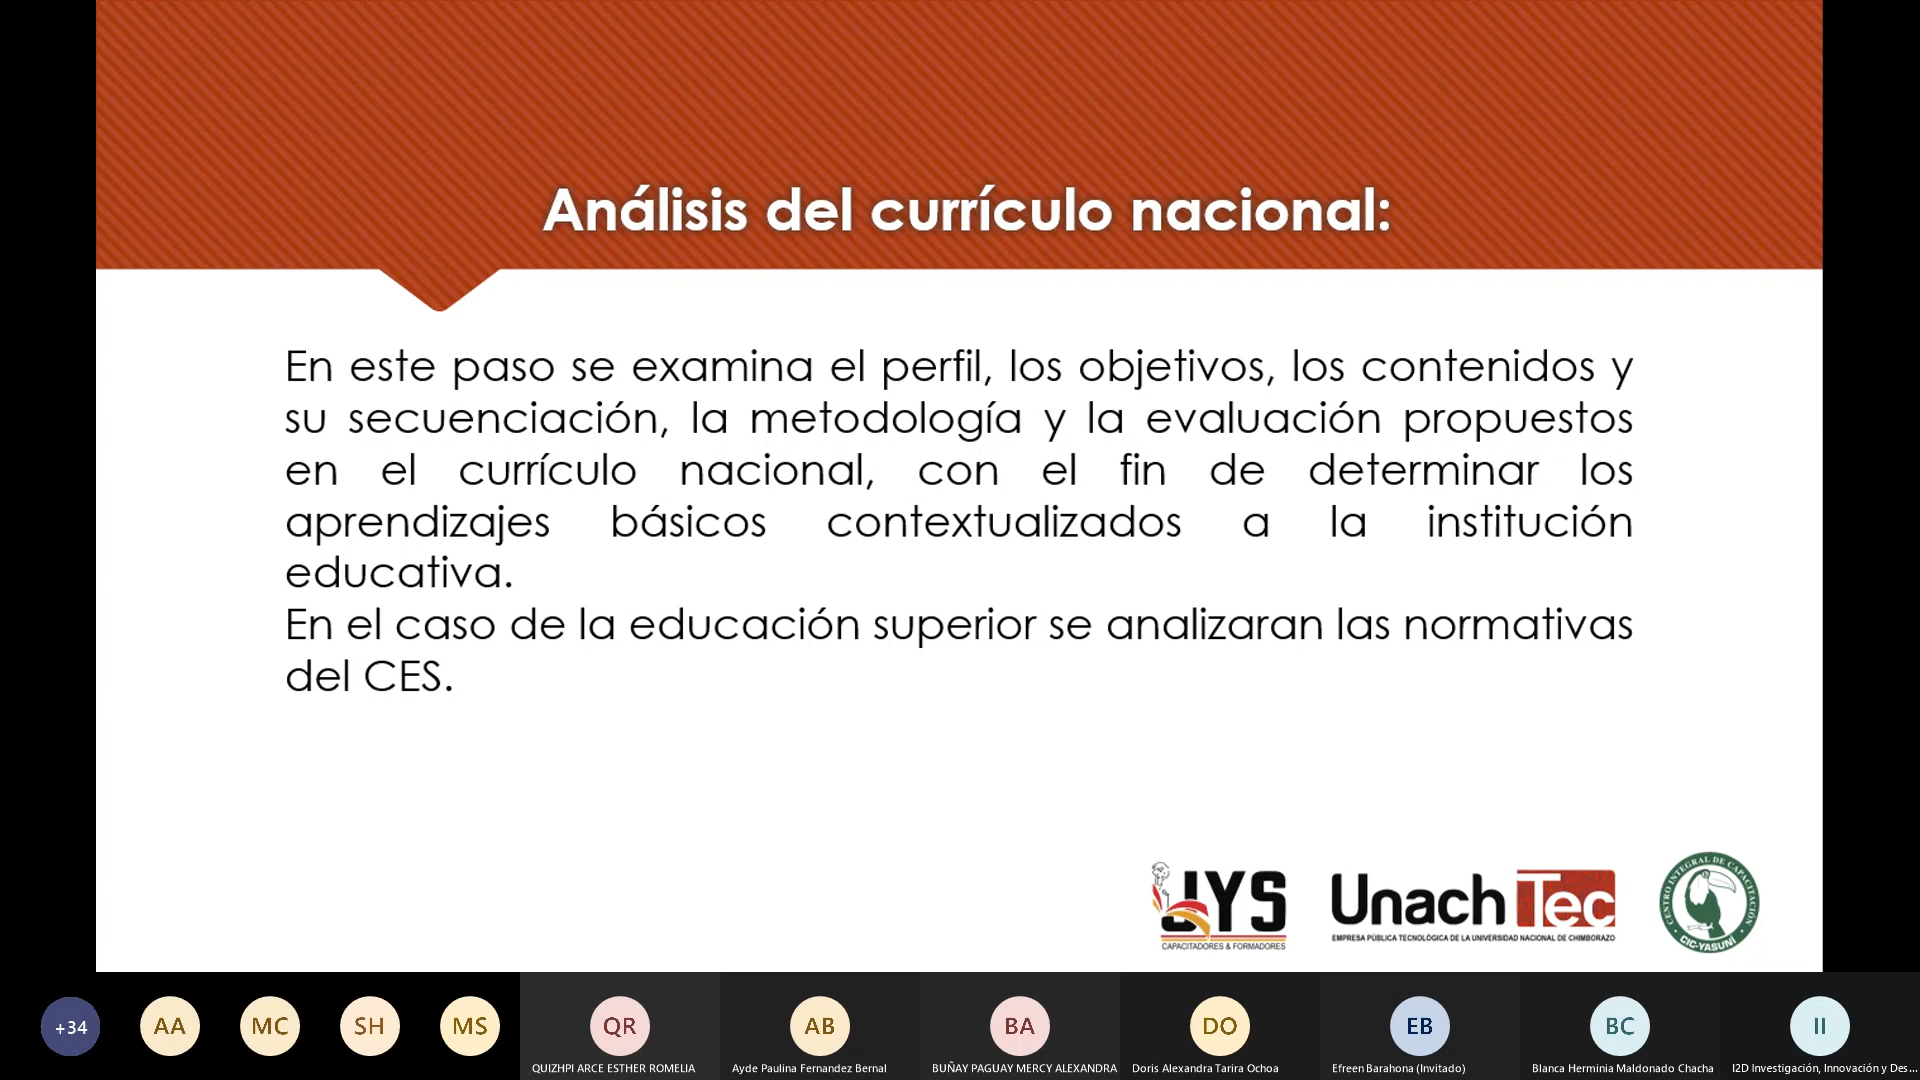 Análisis del currículo nacional:
En este paso se examina el perfil, los objetivos, los contenidos y
su secuenciación, la metodología y la evaluación propuestos
en el currículo nacional, con el fin de determinar los
aprendizajes básicos contextualizados a la institución
educativa.
En el caso de la educación superior se analizaran las normativas
del CES.
JYS
CAPACITADORES & FORMADORES
UnachTec
EMPRESA PÚBLICA TECNOLÓGICA DE LA UNIVERSIDAD NACIONAL DE CHIMBORAZO
CENTRO INTEGRAL DE CAPACITACIÓN
CIC-YASUNÍ
+34
AA
MC
SH
MS
QR
AB
BA
DO
EB
BC
II
QUIZHPI ARCE ESTHER ROMELIA
Ayde Paulina Fernandez Bernal
BUÑAY PAGUAY MERCY ALEXANDRA
Doris Alexandra Tarira Ochoa
Efreen Barahona (Invitado)
Blanca Herminia Maldonado Chacha
I2D Investigación, Innovación y Des...